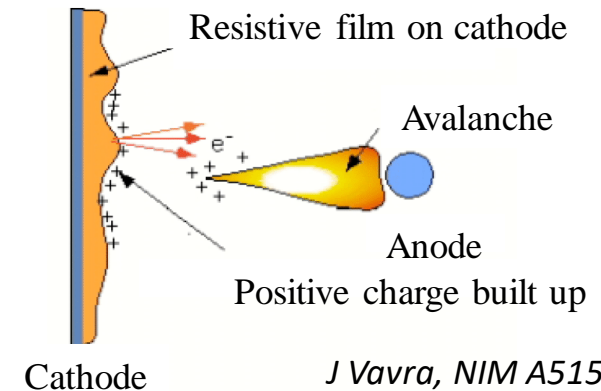 Resistive film on cathode
e-
Avalanche
Anode
Positive charge built up
Cathode
J Vavra, NIM A515